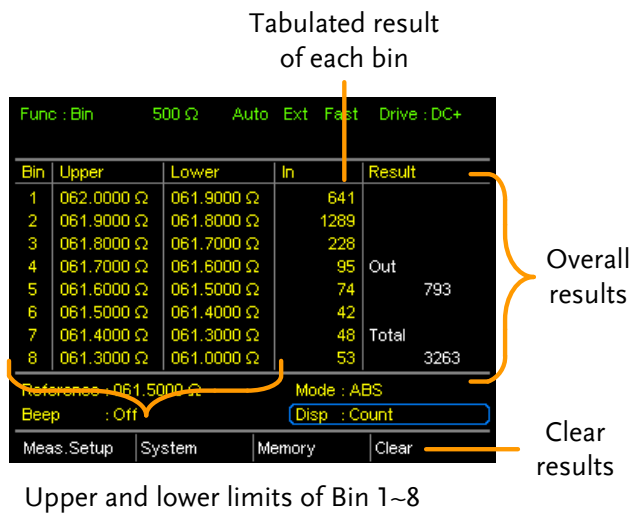 Tabulated result
of each bin
Func : Bin 500 Ω Auto Ext Fast Drive : DC+
Bin Upper Lower In Result
1 062.0000 Ω 061.9000 Ω 641
2 061.9000 Ω 061.8000 Ω 1289
3 061.8000 Ω 061.7000 Ω 228
4 061.7000 Ω 061.6000 Ω 95 Out
5 061.6000 Ω 061.5000 Ω 74 793
6 061.5000 Ω 061.4000 Ω 42
7 061.4000 Ω 061.3000 Ω 48 Total
8 061.3000 Ω 061.0000 Ω 53 3263
Overall
results
Reference : 061.5000 Ω Mode : ABS
Beep : Off Disp : Count
Meas.Setup System Memory Clear
Clear
results
Upper and lower limits of Bin 1~8